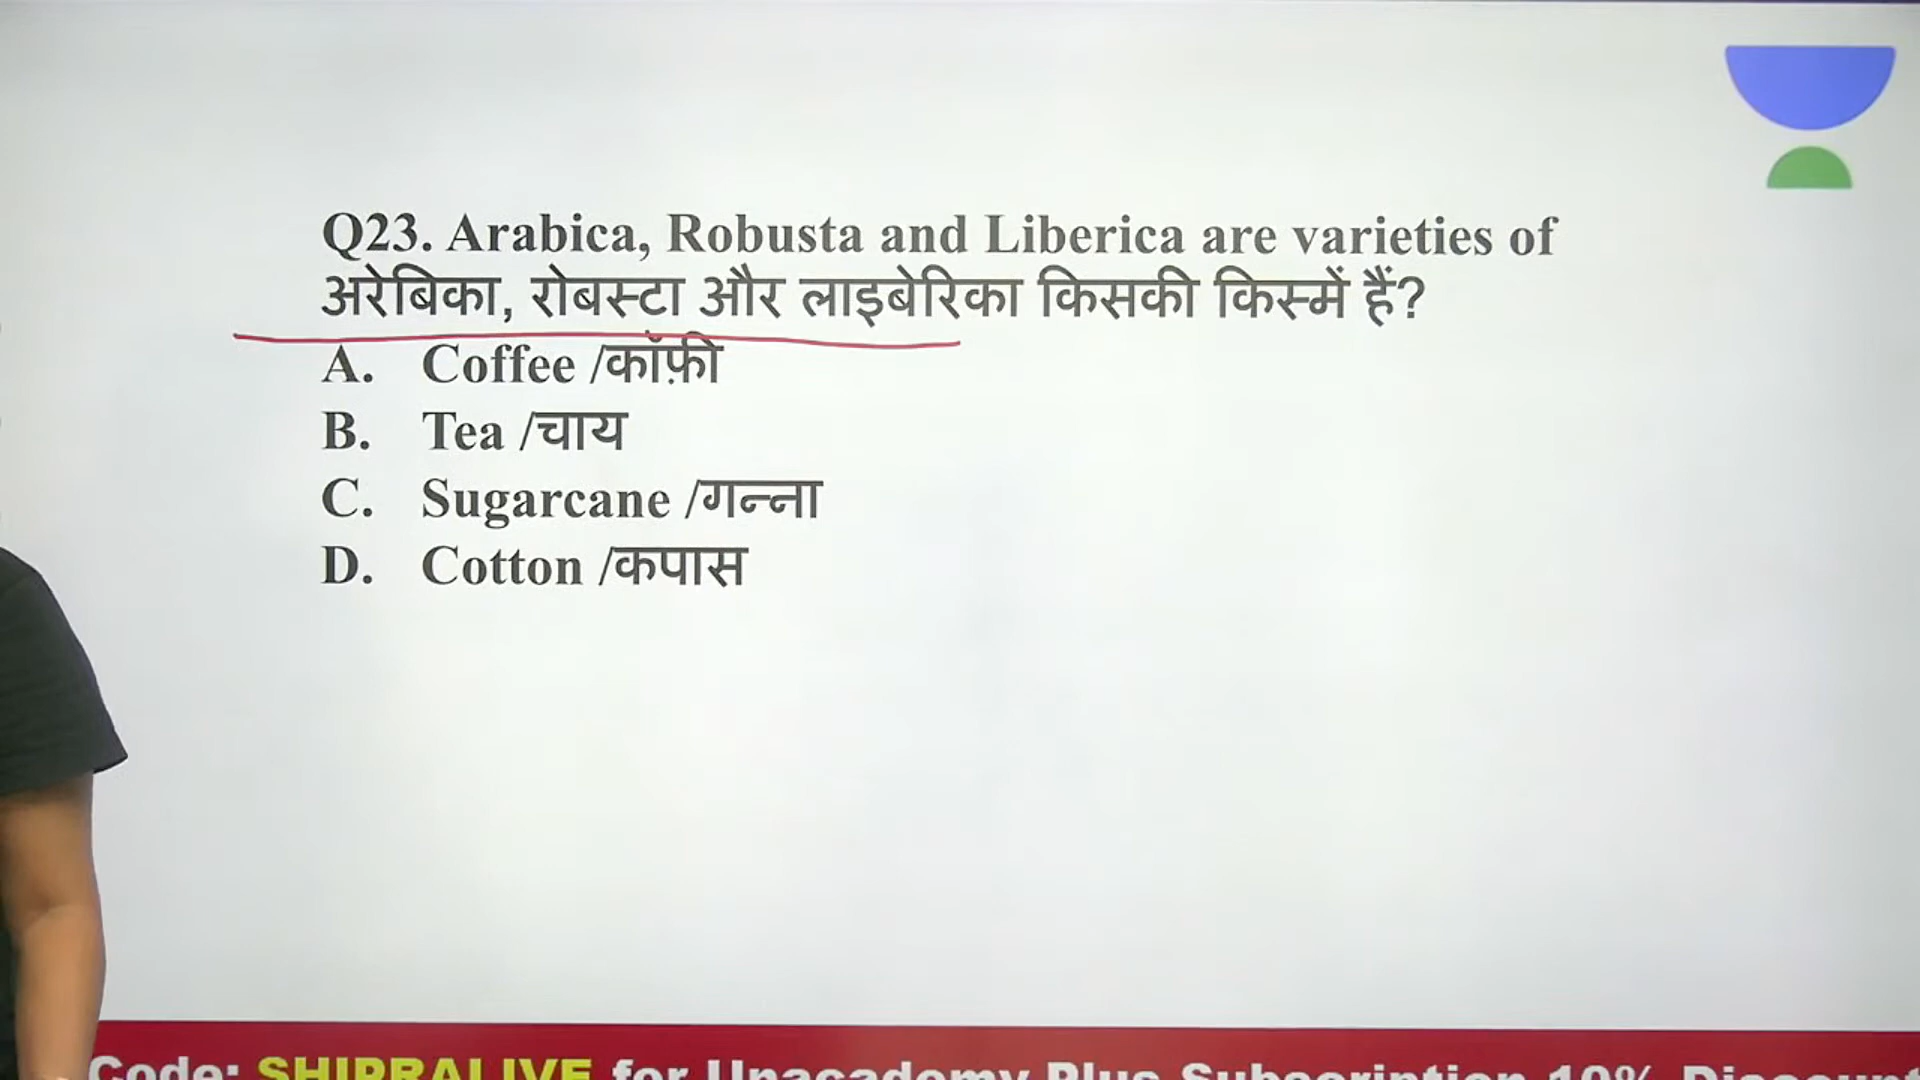 Q23. Arabica, Robusta and Liberica are varieties of
अरेबिका, रोबस्टा और लाइबेरिका किसकी किस्में हैं?
A. Coffee /कॉफ़ी
B. Tea /चाय
C. Sugarcane /गन्ना
D. Cotton /कपास
Code: SHIPRALIVE for Unacademy Plus Subscription 10% Discount